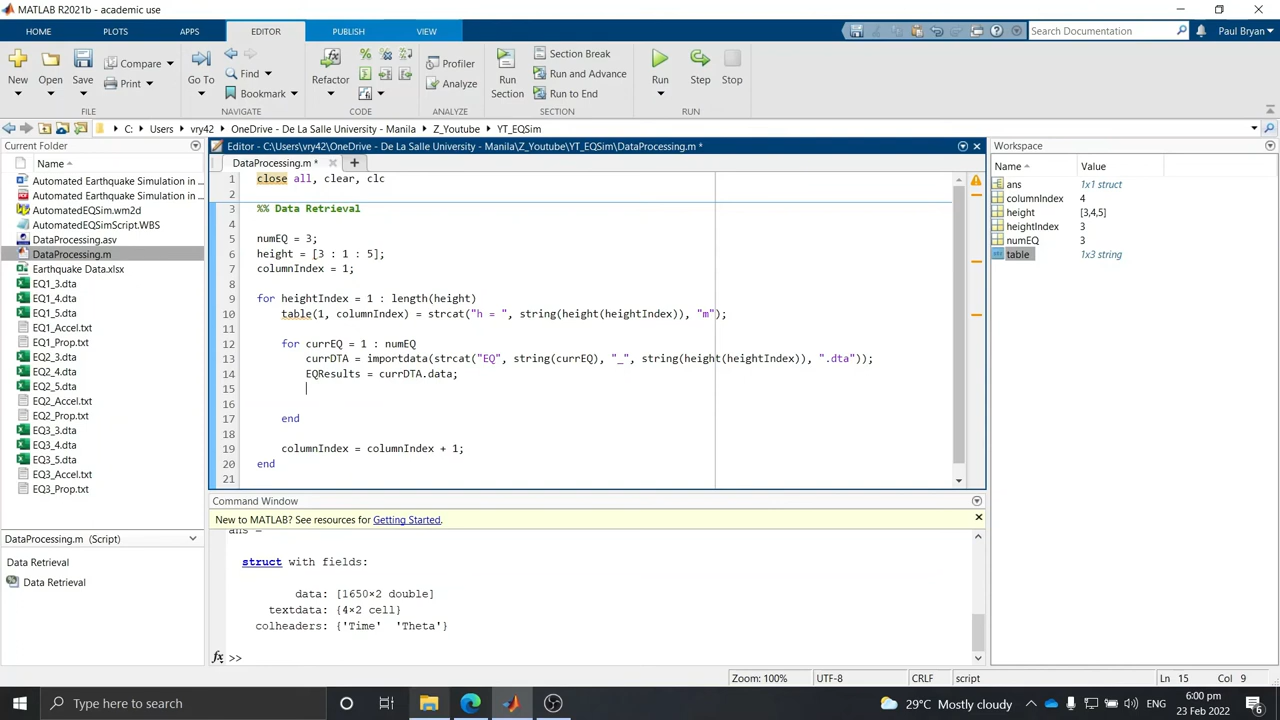 MATLAB R2021b - academic use
HOME PLOTS APPS EDITOR PUBLISH VIEW Search Documentation Paul Bryan
New Open Save Compare Print Go To Find Bookmark Refactor Profiler Analyze Run Section Section Break Run and Advance Run to End Run Step Stop
FILE NAVIGATE CODE ANALYZE SECTION RUN
C: Users vry42 OneDrive - De La Salle University - Manila Z_Youtube YT_EQSim
Current Folder
Name
Automated Earthquake Simulation in ...
Automated Earthquake Simulation in ...
AutomatedEQSim.wm2d
AutomatedEQSimScript.WBS
DataProcessing.asv
DataProcessing.m
Earthquake Data.xlsx
EQ1_3.dta
EQ1_4.dta
EQ1_5.dta
EQ1_Accel.txt
EQ1_Prop.txt
EQ2_3.dta
EQ2_4.dta
EQ2_5.dta
EQ2_Accel.txt
EQ2_Prop.txt
EQ3_3.dta
EQ3_4.dta
EQ3_5.dta
EQ3_Accel.txt
EQ3_Prop.txt
DataProcessing.m (Script)
Data Retrieval
Data Retrieval
Editor - C:\Users\vry42\OneDrive - De La Salle University - Manila\Z_Youtube\YT_EQSim\DataProcessing.m *
DataProcessing.m *
1 close all, clear, clc
2
3 %% Data Retrieval
4
5 numEQ = 3;
6 height = [3 : 1 : 5];
7 columnIndex = 1;
8
9 for heightIndex = 1 : length(height)
10 table(1, columnIndex) = strcat("h = ", string(height(heightIndex)), "m");
11
12 for currEQ = 1 : numEQ
13 currDTA = importdata(strcat("EQ", string(currEQ), "_", string(height(heightIndex)), ".dta"));
14 EQResults = currDTA.data;
15
16
17 end
18
19 columnIndex = columnIndex + 1;
20 end
21
Command Window
New to MATLAB? See resources for Getting Started.
ans =
struct with fields:
data: [1650×2 double]
textdata: {4×2 cell}
colheaders: {'Time' 'Theta'}
fx >>
Workspace
Name Value
ans 1x1 struct
columnIndex 4
height [3,4,5]
heightIndex 3
numEQ 3
table 1x3 string
Zoom: 100% UTF-8 CRLF script Ln 15 Col 9
Type here to search
29°C Mostly cloudy ENG 6:00 pm
23 Feb 2022 6